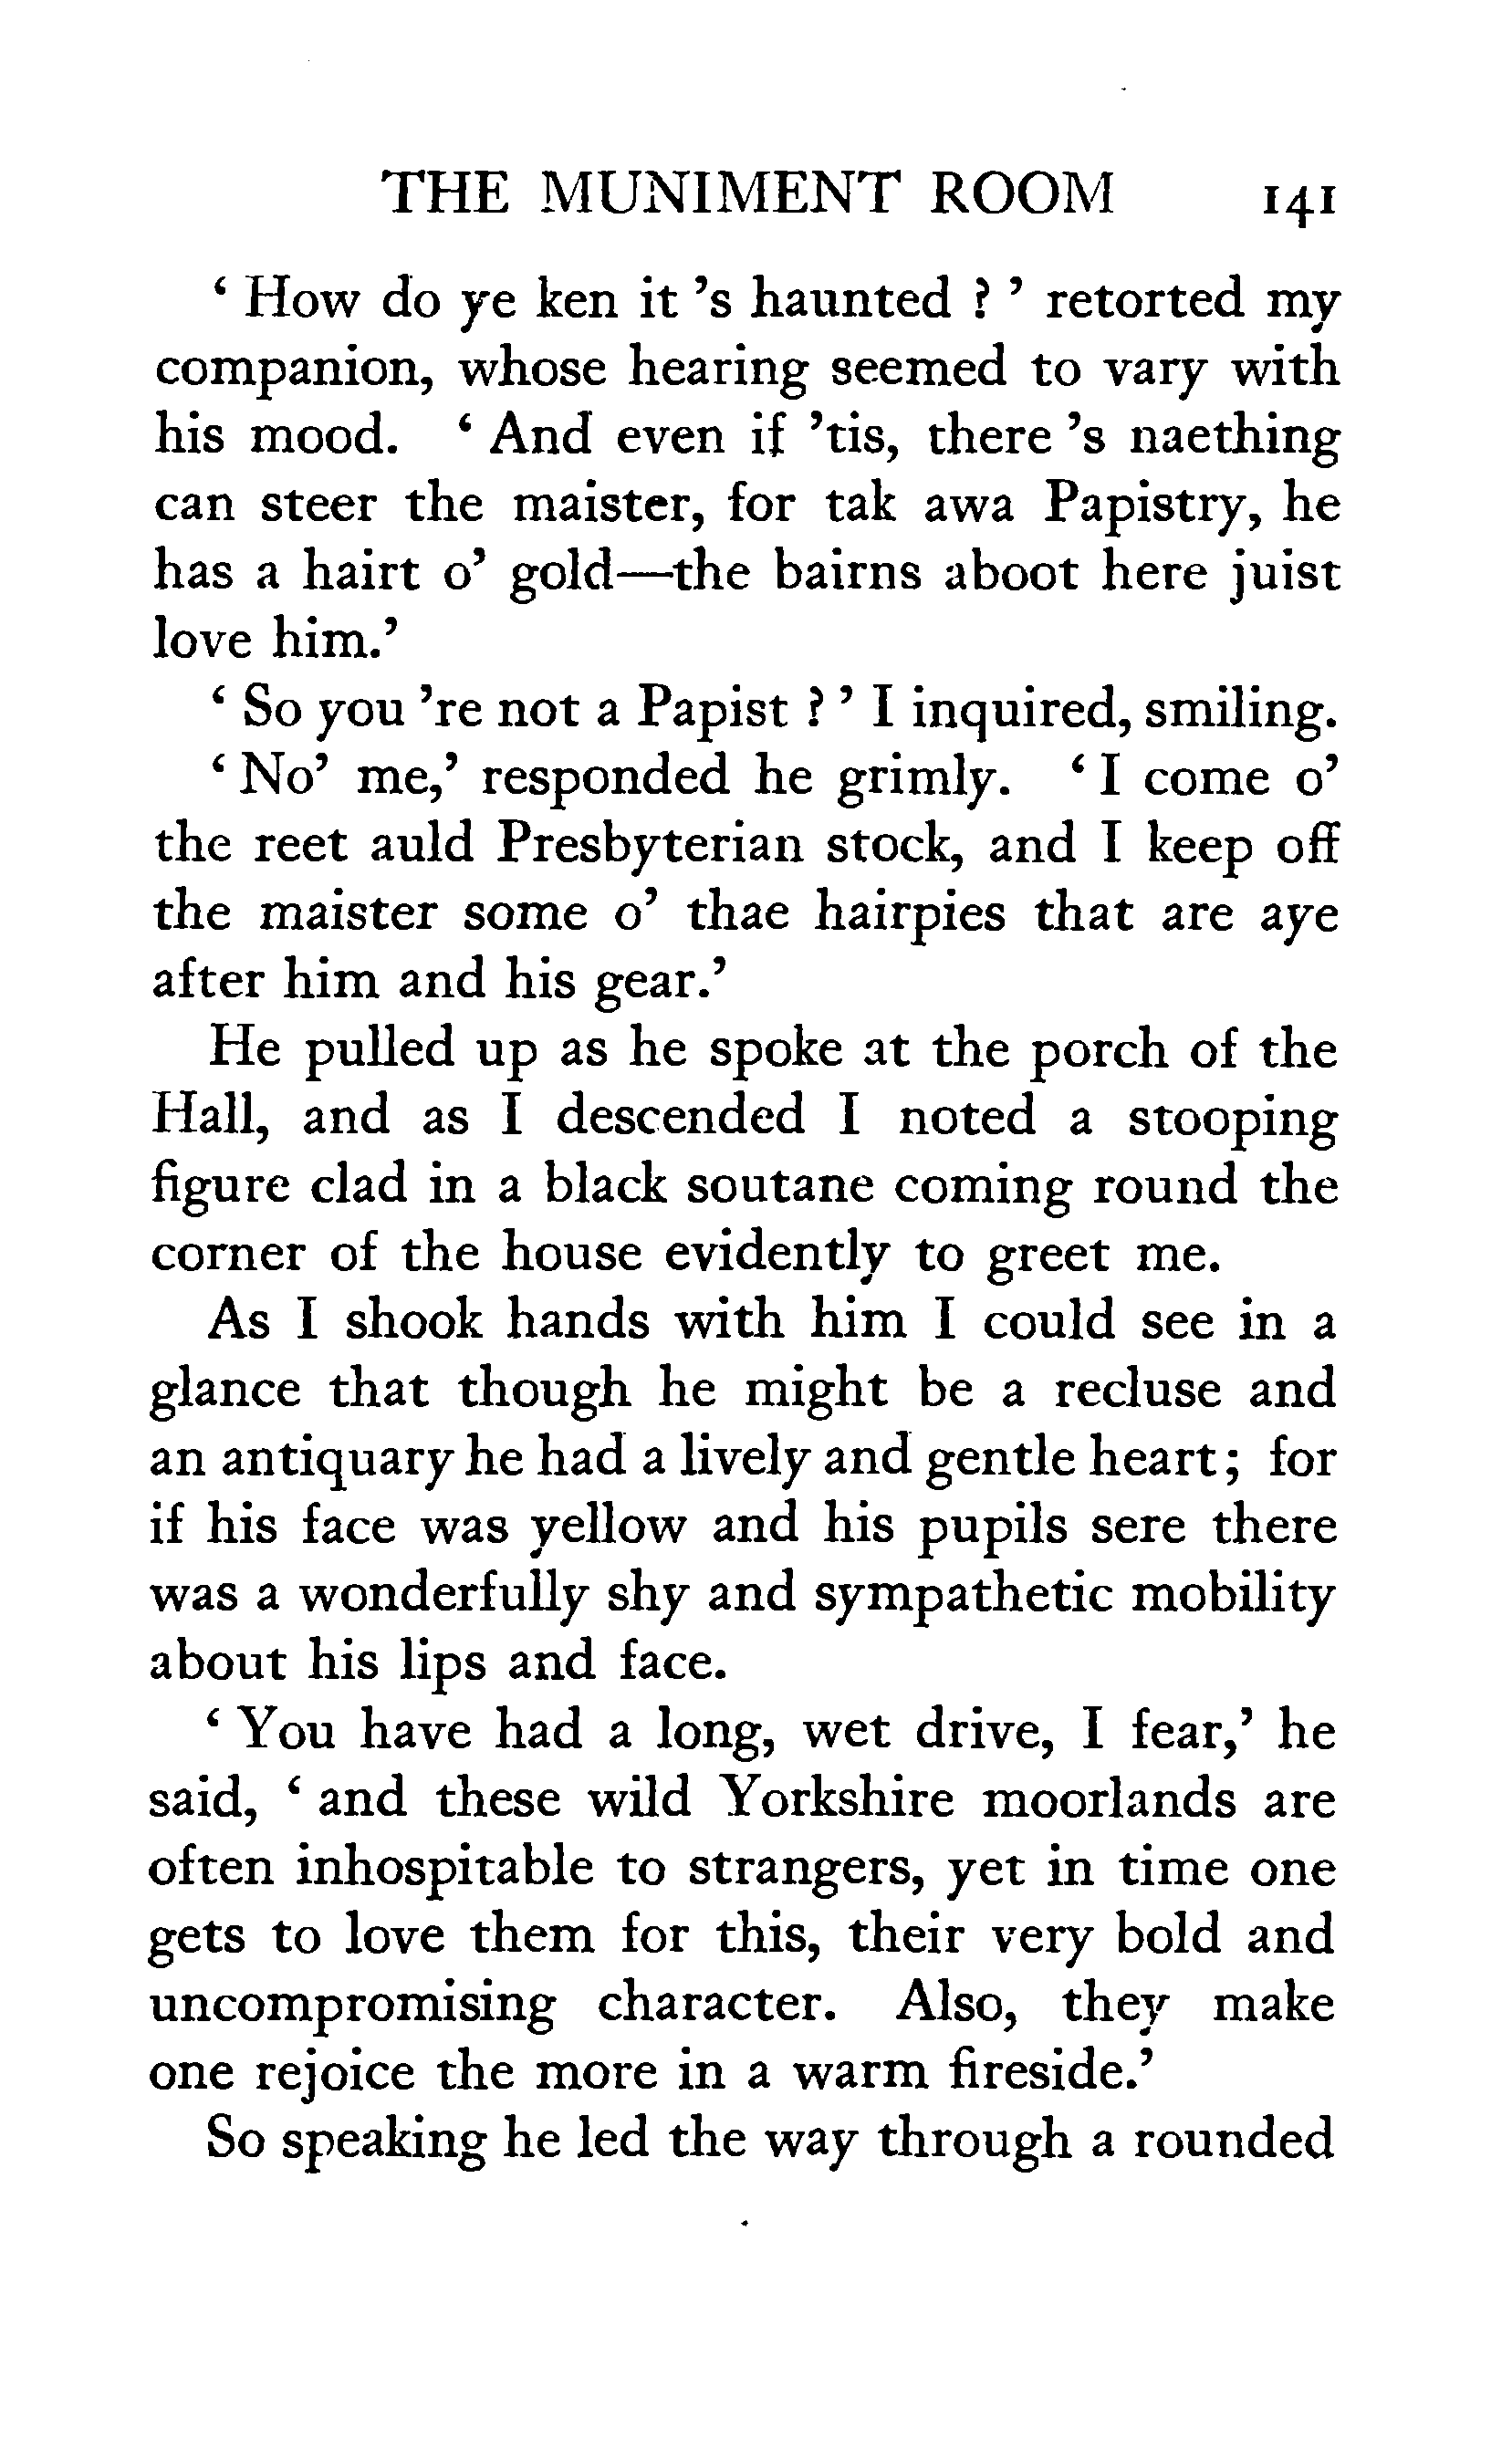 THE MUNIMENT ROOM 141
‘ How do ye ken it ’s haunted ? ’ retorted my
companion, whose hearing seemed to vary with
his mood. ‘ And even if ’tis, there ’s naething
can steer the maister, for tak awa Papistry, he
has a hairt o’ gold—the bairns aboot here juist
love him.’
‘ So you ’re not a Papist ? ’ I inquired, smiling.
‘ No’ me,’ responded he grimly. ‘ I come o’
the reet auld Presbyterian stock, and I keep off
the maister some o’ thae hairpies that are aye
after him and his gear.’
He pulled up as he spoke at the porch of the
Hall, and as I descended I noted a stooping
figure clad in a black soutane coming round the
corner of the house evidently to greet me.
As I shook hands with him I could see in a
glance that though he might be a recluse and
an antiquary he had a lively and gentle heart ; for
if his face was yellow and his pupils sere there
was a wonderfully shy and sympathetic mobility
about his lips and face.
‘ You have had a long, wet drive, I fear,’ he
said, ‘ and these wild Yorkshire moorlands are
often inhospitable to strangers, yet in time one
gets to love them for this, their very bold and
uncompromising character. Also, they make
one rejoice the more in a warm fireside.’
So speaking he led the way through a rounded